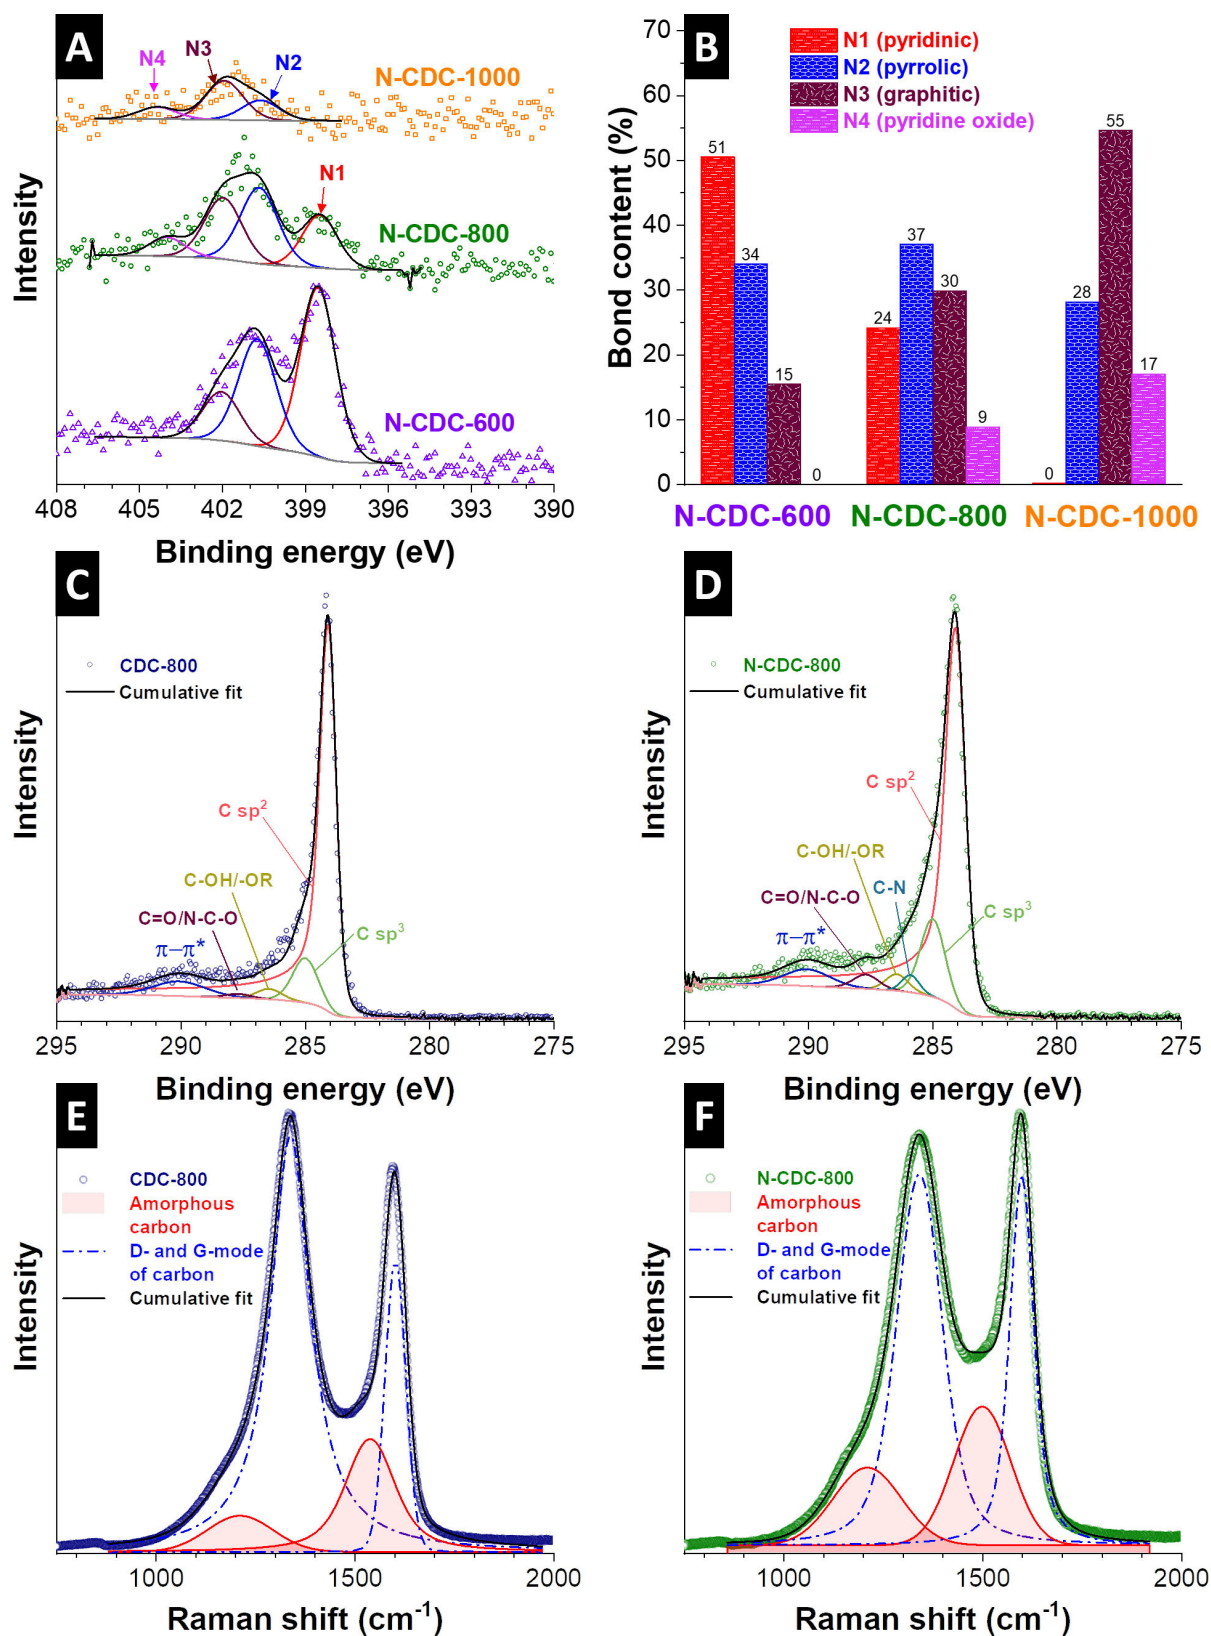 A
N4
N3
N2
N-CDC-1000
N1
N-CDC-800
N-CDC-600
Intensity
408 405 402 399 396 393 390
Binding energy (eV)
B
N1 (pyridinic)
N2 (pyrrolic)
N3 (graphitic)
N4 (pyridine oxide)
Bond content (%)
70
60
50
40
30
20
10
0
51
34
15
0
24
37
30
9
0
28
55
17
N-CDC-600 N-CDC-800 N-CDC-1000
C
CDC-800
Cumulative fit
C sp²
C-OH/-OR
C=O/N-C-O
π–π*
C sp³
Intensity
295 290 285 280 275
Binding energy (eV)
D
N-CDC-800
Cumulative fit
C sp²
C-OH/-OR
C-N
C=O/N-C-O
π–π*
C sp³
Intensity
295 290 285 280 275
Binding energy (eV)
E
CDC-800
Amorphous
carbon
D- and G-mode
of carbon
Cumulative fit
Intensity
1000 1500 2000
Raman shift (cm⁻¹)
F
N-CDC-800
Amorphous
carbon
D- and G-mode
of carbon
Cumulative fit
Intensity
1000 1500 2000
Raman shift (cm⁻¹)